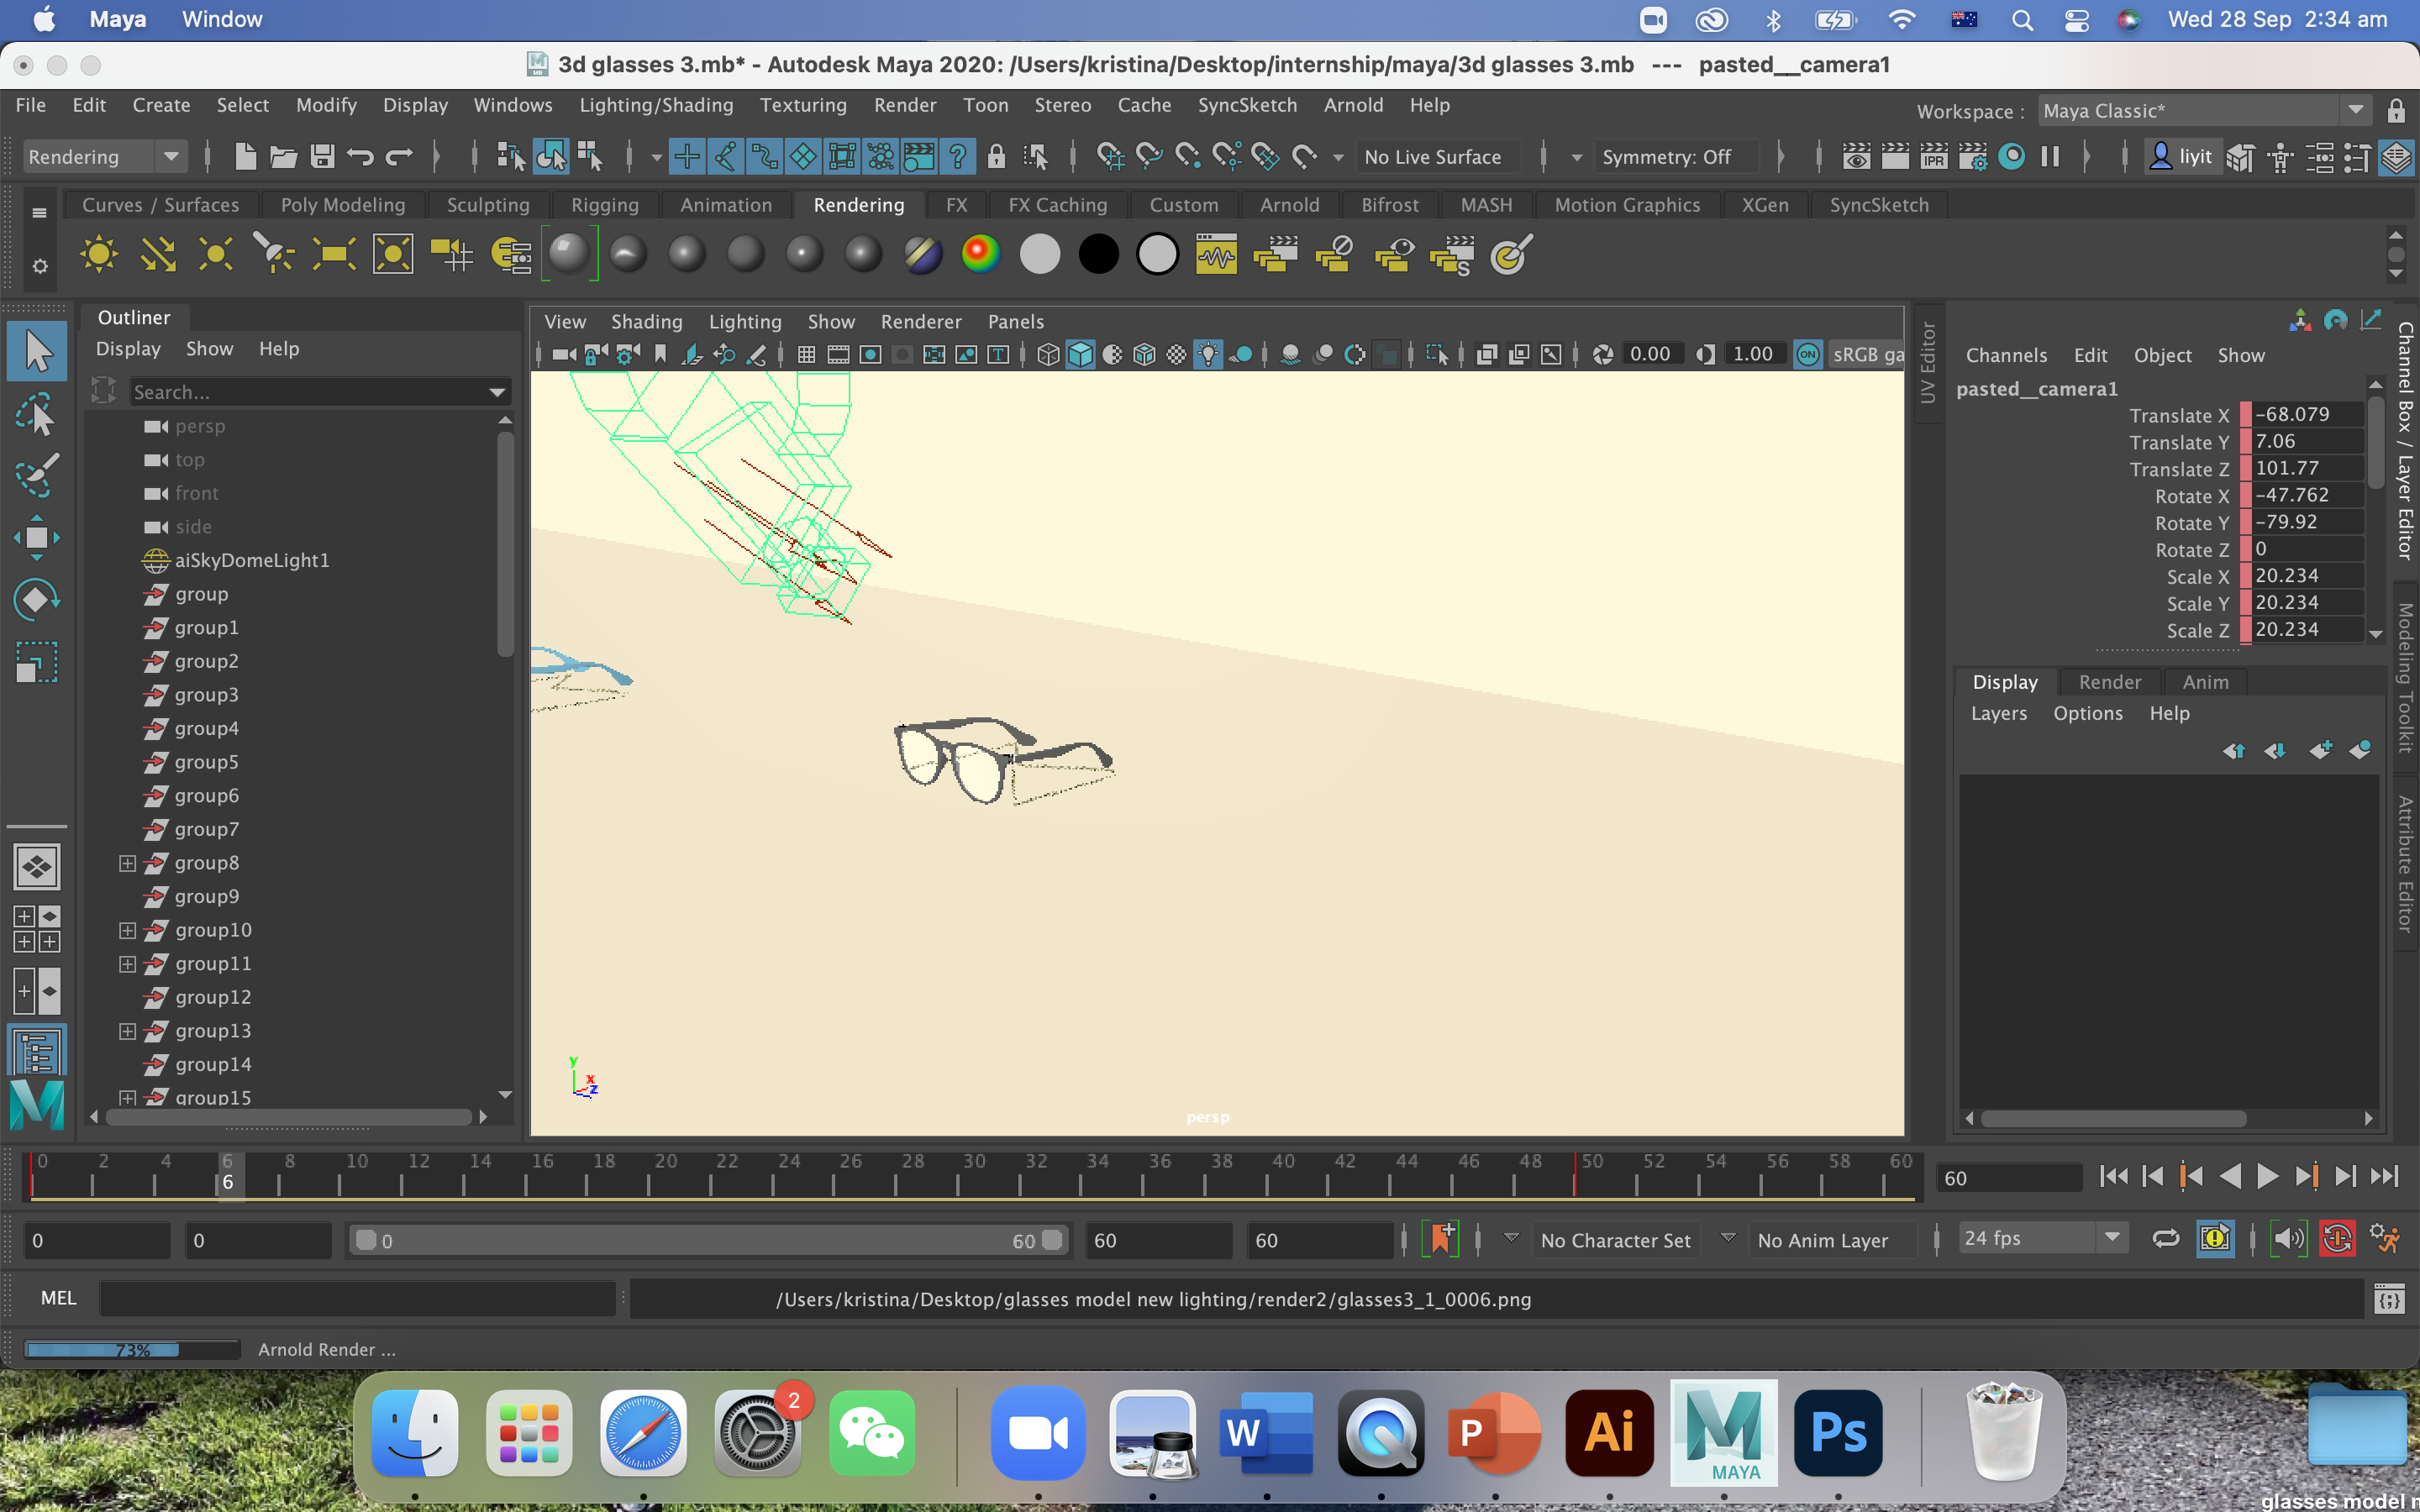 Maya Window Wed 28 Sep 2:34 am
3d glasses 3.mb* - Autodesk Maya 2020: /Users/kristina/Desktop/internship/maya/3d glasses 3.mb --- pasted__camera1
File Edit Create Select Modify Display Windows Lighting/Shading Texturing Render Toon Stereo Cache SyncSketch Arnold Help Workspace : Maya Classic*
Rendering No Live Surface Symmetry: Off IPR liyit
Curves / Surfaces Poly Modeling Sculpting Rigging Animation Rendering FX FX Caching Custom Arnold Bifrost MASH Motion Graphics XGen SyncSketch
Outliner
Display Show Help
Search...
persp
top
front
side
aiSkyDomeLight1
group
group1
group2
group3
group4
group5
group6
group7
group8
group9
group10
group11
group12
group13
group14
group15
View Shading Lighting Show Renderer Panels
0.00 1.00 ON sRGB ga
y
x
z
persp
UV Editor
Channels Edit Object Show
pasted__camera1
Translate X -68.079
Translate Y 7.06
Translate Z 101.77
Rotate X -47.762
Rotate Y -79.92
Rotate Z 0
Scale X 20.234
Scale Y 20.234
Scale Z 20.234
Display Render Anim
Layers Options Help
Channel Box / Layer Editor
Modeling Toolkit
Attribute Editor
0 2 4 6 8 10 12 14 16 18 20 22 24 26 28 30 32 34 36 38 40 42 44 46 48 50 52 54 56 58 60
6
60
0 0 0 60 60 60 No Character Set No Anim Layer 24 fps
MEL /Users/kristina/Desktop/glasses model new lighting/render2/glasses3_1_0006.png
73% Arnold Render ...
2
W P Ai MAYA Ps
glasses model n